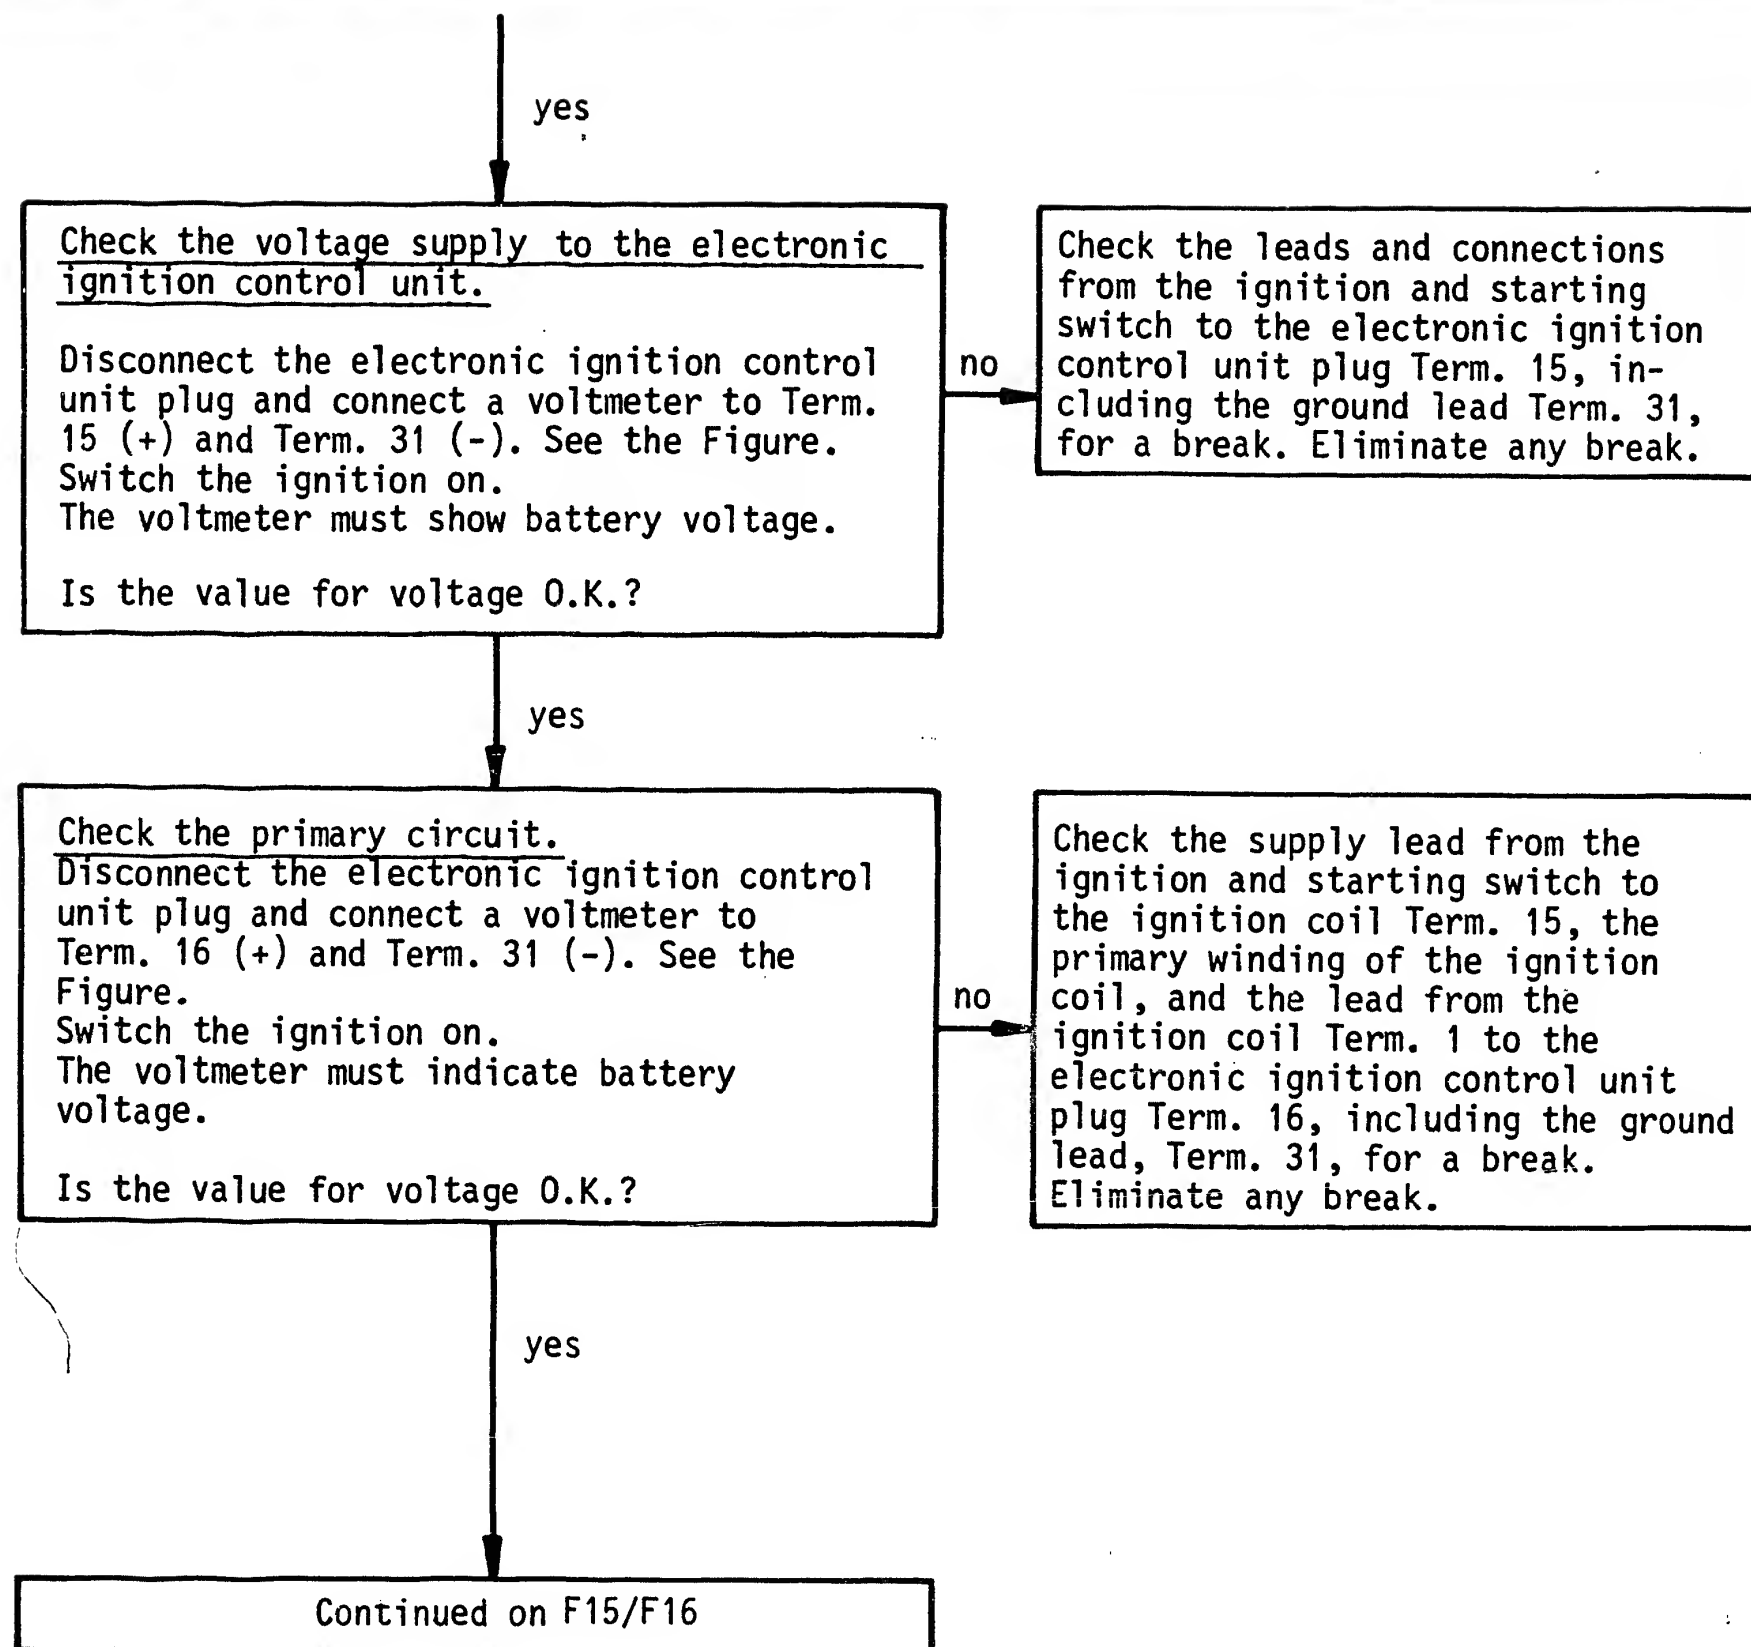 yes
Check the voltage supply to the electronic
ignition control unit.
Disconnect the electronic ignition control
unit plug and connect a voltmeter to Term.
15 (+) and Term. 31 (-). See the Figure.
Switch the ignition on.
The voltmeter must show battery voltage.
Is the value for voltage O.K.?
no
Check the leads and connections
from the ignition and starting
switch to the electronic ignition
control unit plug Term. 15, in-
cluding the ground lead Term. 31,
for a break. Eliminate any break.
yes
Check the primary circuit.
Disconnect the electronic ignition control
unit plug and connect a voltmeter to
Term. 16 (+) and Term. 31 (-). See the
Figure.
Switch the ignition on.
The voltmeter must indicate battery
voltage.
Is the value for voltage O.K.?
no
Check the supply lead from the
ignition and starting switch to
the ignition coil Term. 15, the
primary winding of the ignition
coil, and the lead from the
ignition coil Term. 1 to the
electronic ignition control unit
plug Term. 16, including the ground
lead, Term. 31, for a break.
Eliminate any break.
yes
Continued on F15/F16